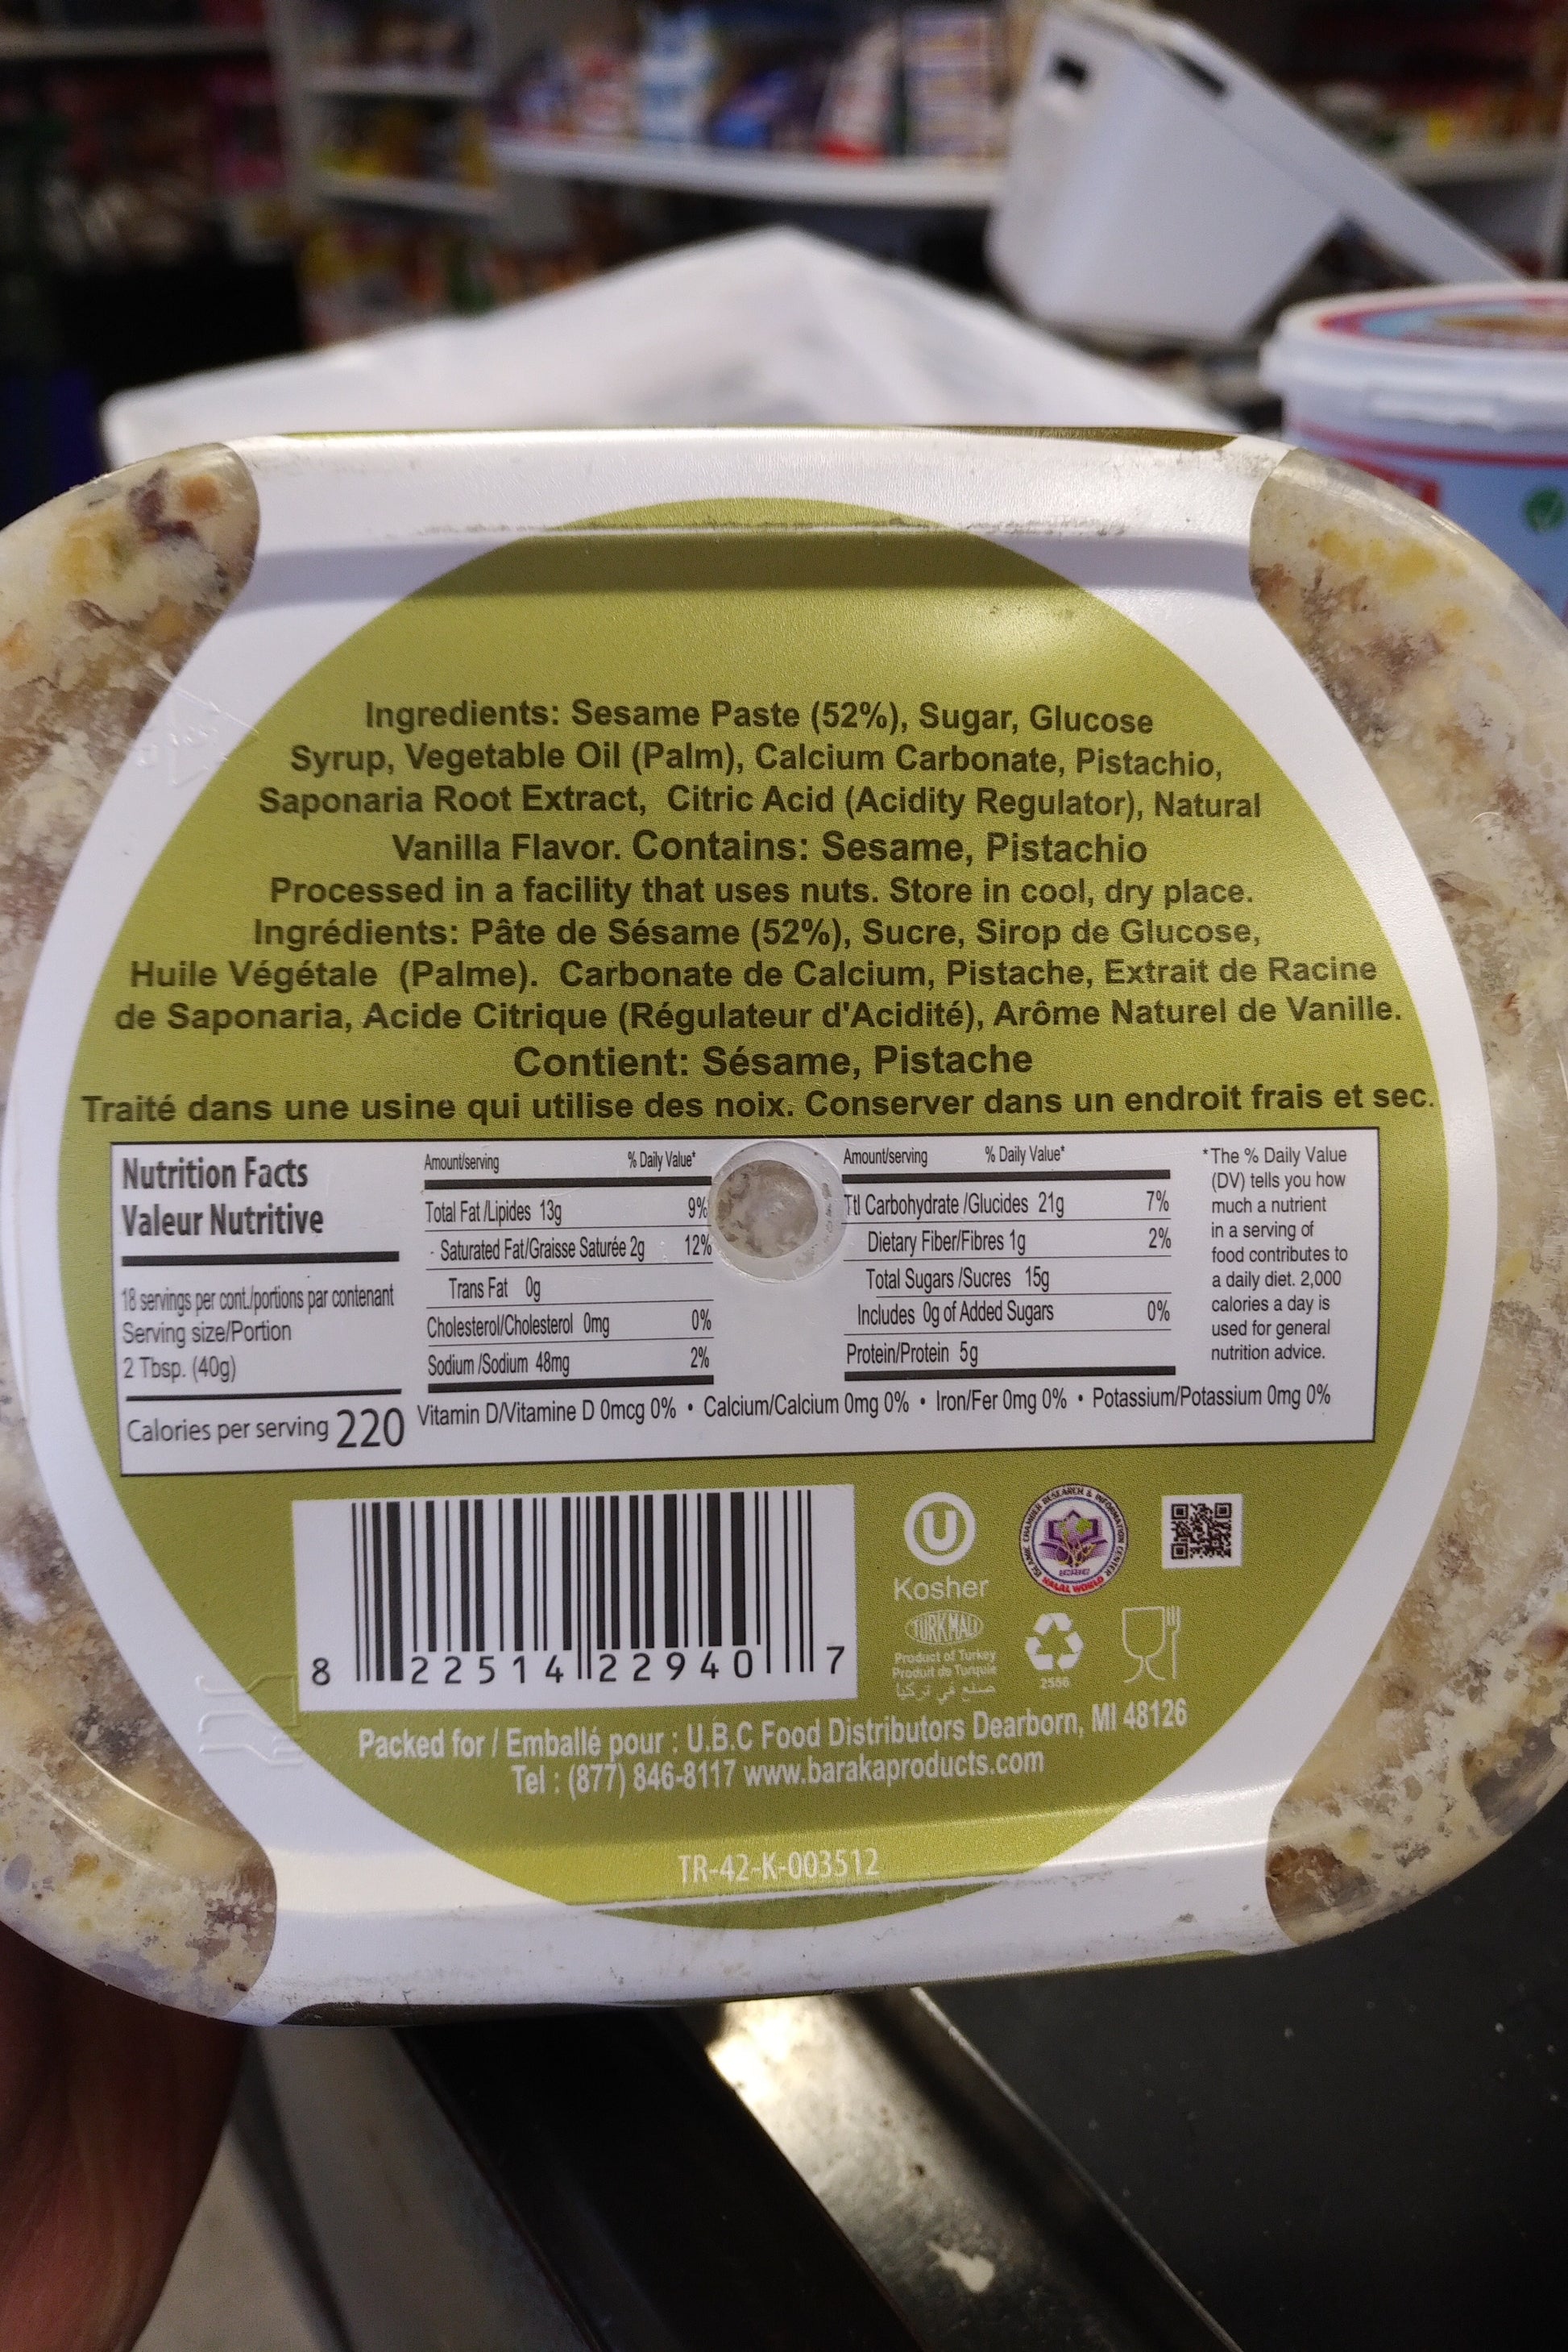 Ingredients: Sesame Paste (52%), Sugar, Glucose
Syrup, Vegetable Oil (Palm), Calcium Carbonate, Pistachio,
Saponaria Root Extract, Citric Acid (Acidity Regulator), Natural
Vanilla Flavor. Contains: Sesame, Pistachio
Processed in a facility that uses nuts. Store in cool, dry place.
Ingrédients: Pâte de Sésame (52%), Sucre, Sirop de Glucose,
Huile Végétale (Palme). Carbonate de Calcium, Pistache, Extrait de Racine
de Saponaria, Acide Citrique (Régulateur d'Acidité), Arôme Naturel de Vanille.
Contient: Sésame, Pistache
Traité dans une usine qui utilise des noix. Conserver dans un endroit frais et sec.
Nutrition Facts
Valeur Nutritive
18 servings per cont./portions par contenant
Serving size/Portion
2 Tbsp. (40g)
Calories per serving 220
Amount/serving % Daily Value*
Total Fat/Lipides 13g 9%
- Saturated Fat/Graisse Saturée 2g 12%
Trans Fat 0g
Cholesterol/Cholesterol 0mg 0%
Sodium/Sodium 48mg 2%
Amount/serving % Daily Value*
Ttl Carbohydrate/Glucides 21g 7%
Dietary Fiber/Fibres 1g 2%
Total Sugars/Sucres 15g
Includes 0g of Added Sugars 0%
Protein/Protein 5g
*The % Daily Value
(DV) tells you how
much a nutrient
in a serving of
food contributes to
a daily diet. 2,000
calories a day is
used for general
nutrition advice.
Vitamin D/Vitamine D 0mcg 0% • Calcium/Calcium 0mg 0% • Iron/Fer 0mg 0% • Potassium/Potassium 0mg 0%
8 22514 22940 7
U
Kosher
HALAL WORLD
TURKMALI
Product of Turkey
Produit de Turquie
صنع في تركيا
2556
Packed for / Emballé pour : U.B.C Food Distributors Dearborn, MI 48126
Tel : (877) 846-8117 www.barakaproducts.com
TR-42-K-003512